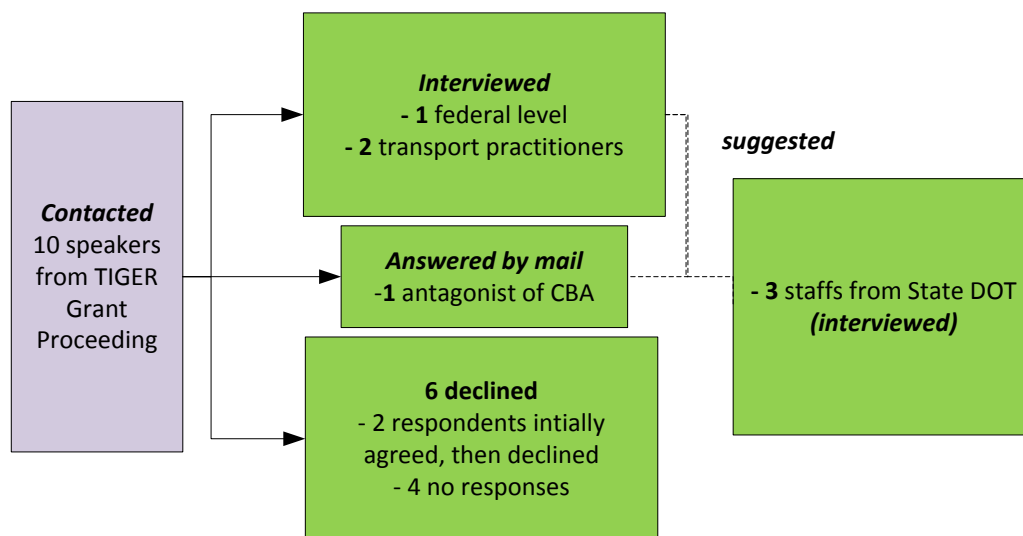 Contacted
10 speakers
from TIGER
Grant
Proceeding
Interviewed
- 1 federal level
- 2 transport practitioners
Answered by mail
-1 antagonist of CBA
6 declined
- 2 respondents intially
agreed, then declined
- 4 no responses
suggested
- 3 staffs from State DOT
(interviewed)